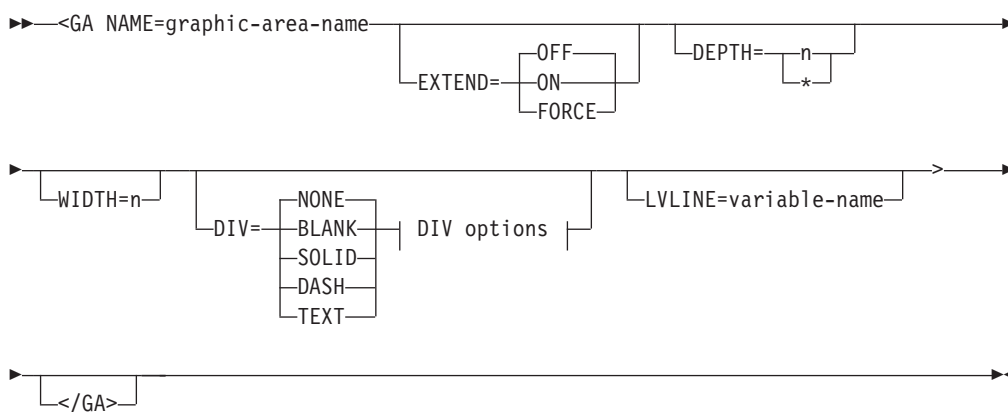 <GA NAME=graphic-area-name
EXTEND=
OFF
ON
FORCE
DEPTH=
n
*
WIDTH=n
DIV=
NONE
BLANK
SOLID
DASH
TEXT
DIV options
LVLINE=variable-name
>
</GA>